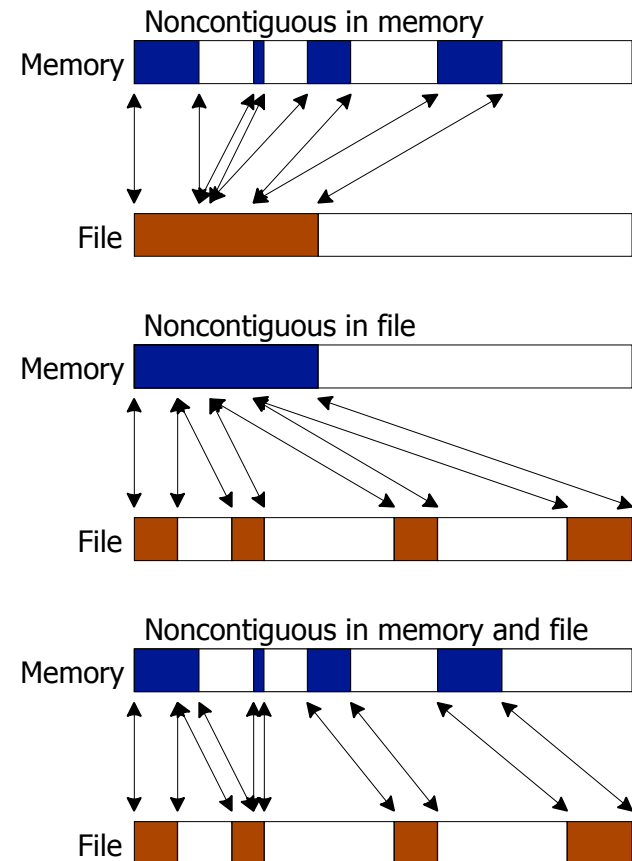 Noncontiguous in memory
Memory
File
Noncontiguous in file
Memory
File
Noncontiguous in memory and file
Memory
File